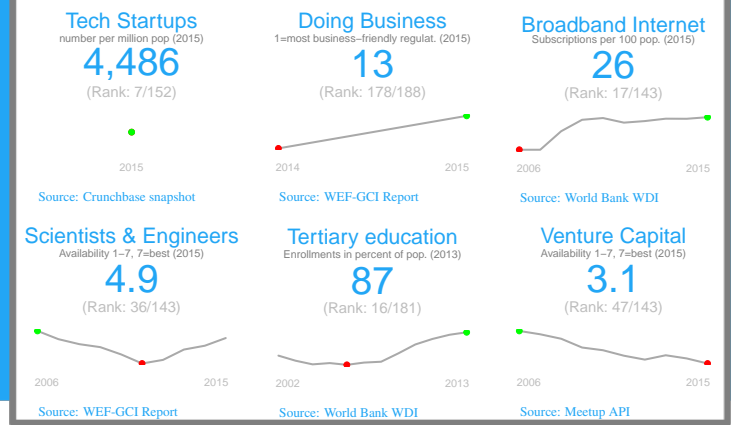 Tech Startups
number per million pop (2015)
4,486
(Rank: 7/152)
2015
Source: Crunchbase snapshot
Doing Business
1=most business−friendly regulat. (2015)
13
(Rank: 178/188)
2014
2015
Source: WEF-GCI Report
Broadband Internet
Subscriptions per 100 pop. (2015)
26
(Rank: 17/143)
2006
2015
Source: World Bank WDI
Scientists & Engineers
Availability 1−7, 7=best (2015)
4.9
(Rank: 36/143)
2006
2015
Source: WEF-GCI Report
Tertiary education
Enrollments in percent of pop. (2013)
87
(Rank: 16/181)
2002
2013
Source: World Bank WDI
Venture Capital
Availability 1−7, 7=best (2015)
3.1
(Rank: 47/143)
2006
2015
Source: Meetup API